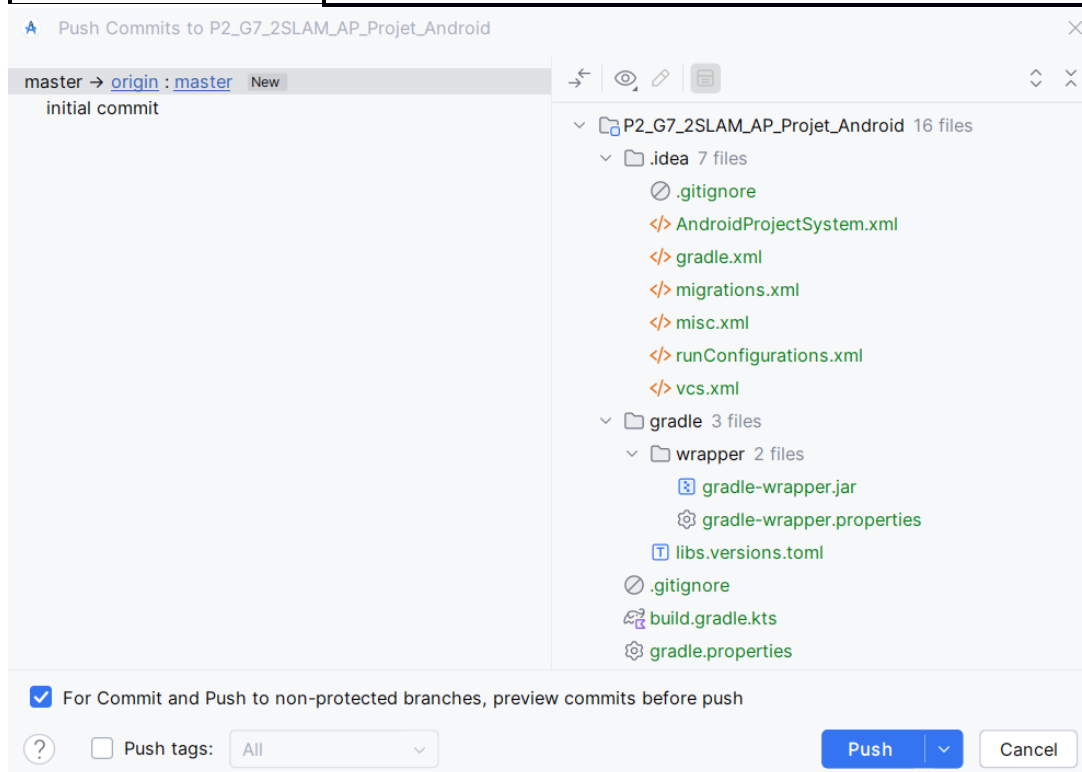 Push Commits to P2_G7_2SLAM_AP_Projet_Android
master → origin : master New
initial commit
P2_G7_2SLAM_AP_Projet_Android 16 files
.idea 7 files
.gitignore
AndroidProjectSystem.xml
gradle.xml
migrations.xml
misc.xml
runConfigurations.xml
vcs.xml
gradle 3 files
wrapper 2 files
gradle-wrapper.jar
gradle-wrapper.properties
libs.versions.toml
.gitignore
build.gradle.kts
gradle.properties
For Commit and Push to non-protected branches, preview commits before push
? Push tags: All Push Cancel